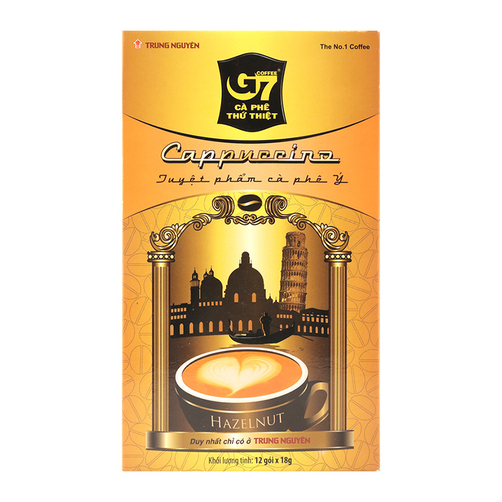 TRUNG NGUYÊN
The No.1 Coffee
G7
COFFEE
CÀ PHÊ
THỨ THIỆT
Cappuccino
Tuyệt phẩm cà phê Ý
HAZELNUT
Duy nhất chỉ có ở TRUNG NGUYÊN
Khối lượng tịnh: 12 gói x 18g